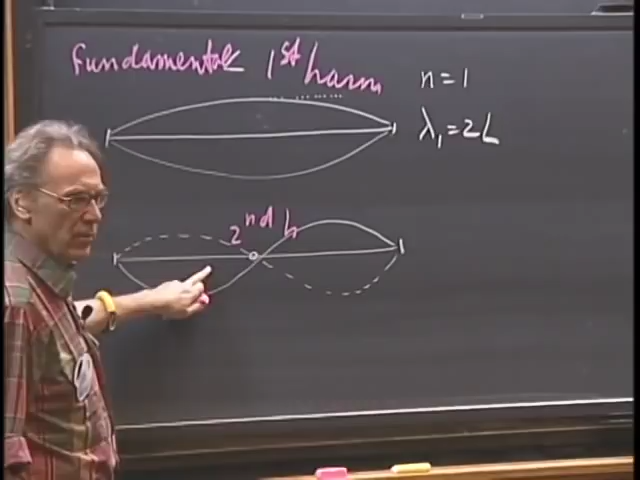 Fundamental 1st harm
n = 1
λ₁ = 2L
2nd h